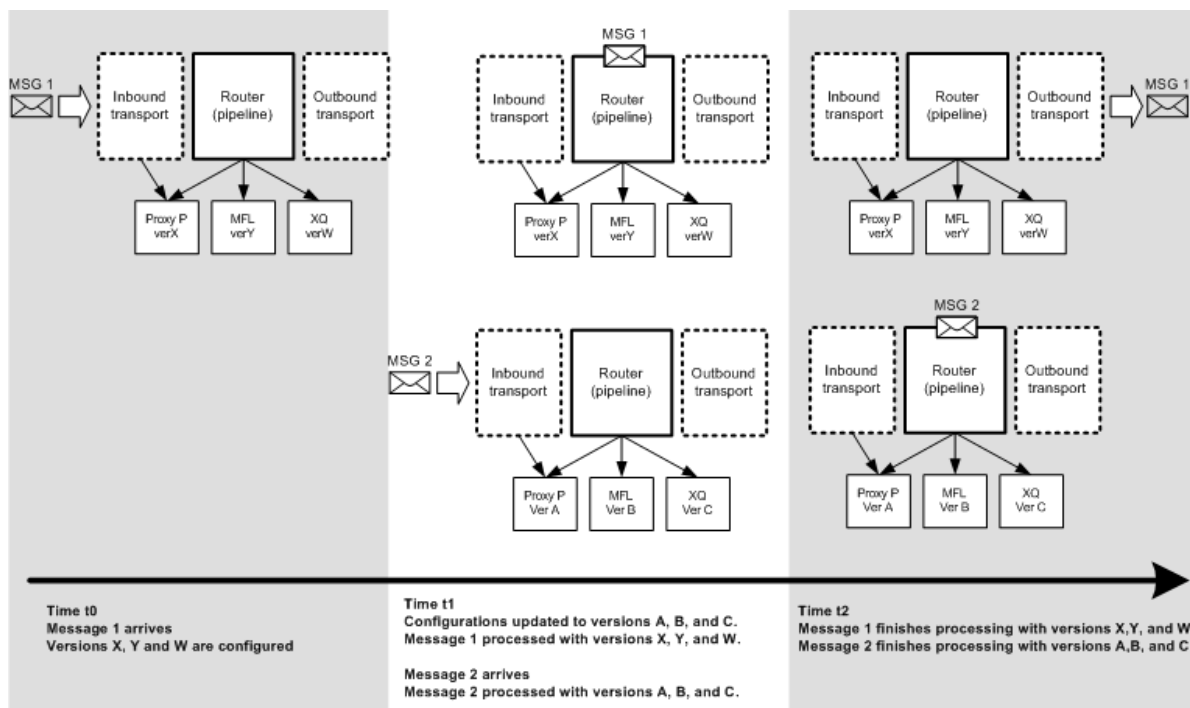 MSG 1
Inbound
transport
Router
(pipeline)
Outbound
transport
Proxy P
verX
MFL
verY
XQ
verW
MSG 1
Inbound
transport
Router
(pipeline)
Outbound
transport
Proxy P
verX
MFL
verY
XQ
verW
MSG 2
Inbound
transport
Router
(pipeline)
Outbound
transport
Proxy P
Ver A
MFL
Ver B
XQ
Ver C
Inbound
transport
Router
(pipeline)
Outbound
transport
MSG 1
Proxy P
verX
MFL
verY
XQ
verW
MSG 2
Inbound
transport
Router
(pipeline)
Outbound
transport
Proxy P
Ver A
MFL
Ver B
XQ
Ver C
Time t0
Message 1 arrives
Versions X, Y and W are configured
Time t1
Configurations updated to versions A, B, and C.
Message 1 processed with versions X, Y, and W.
Message 2 arrives
Message 2 processed with versions A, B, and C.
Time t2
Message 1 finishes processing with versions X,Y, and W
Message 2 finishes processing with versions A,B, and C